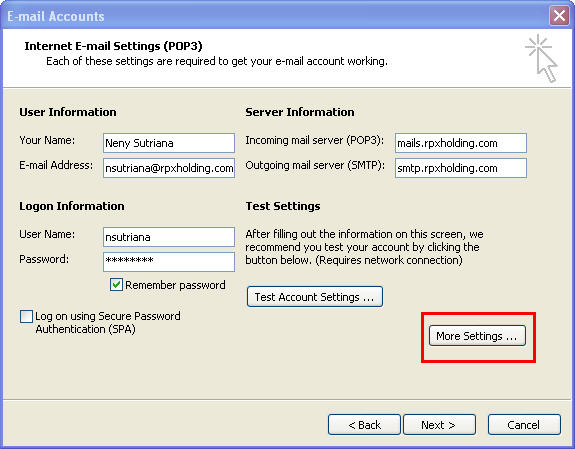 E-mail Accounts
Internet E-mail Settings (POP3)
Each of these settings are required to get your e-mail account working.
User Information
Your Name: Neny Sutriana
E-mail Address: nsutriana@rpxholding.com
Server Information
Incoming mail server (POP3): mails.rpxholding.com
Outgoing mail server (SMTP): smtp.rpxholding.com
Logon Information
User Name: nsutriana
Password: ********
Remember password
Log on using Secure Password
Authentication (SPA)
Test Settings
After filling out the information on this screen, we
recommend you test your account by clicking the
button below. (Requires network connection)
Test Account Settings ...
More Settings ...
< Back
Next >
Cancel